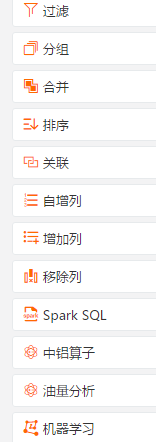 过滤
分组
合并
排序
关联
自增列
增加列
移除列
Spark SQL
中铝算子
油量分析
机器学习